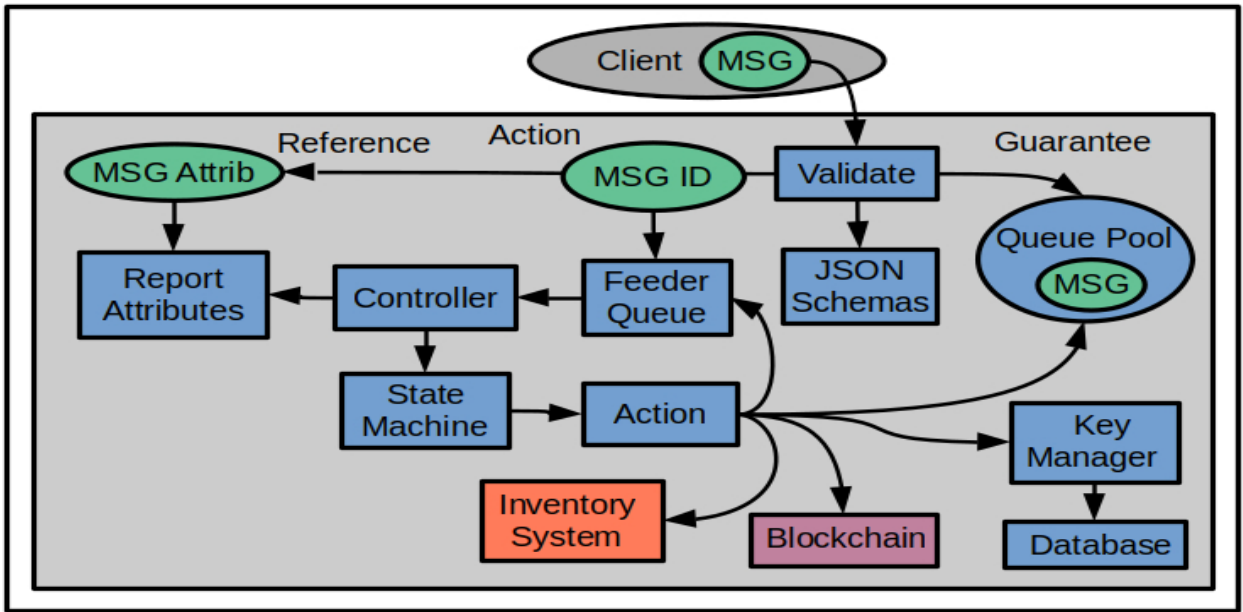 Client MSG
Reference
Action
Guarantee
MSG Attrib
MSG ID
Validate
Queue Pool
MSG
Report
Attributes
Controller
Feeder
Queue
JSON
Schemas
State
Machine
Action
Key
Manager
Inventory
System
Blockchain
Database